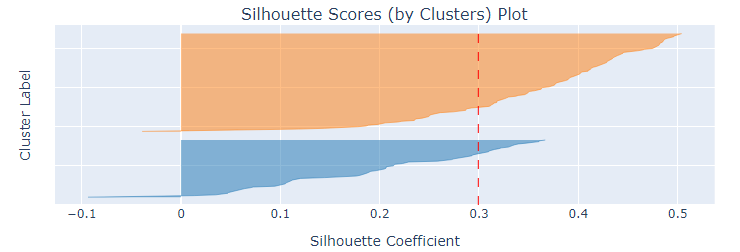 Silhouette Scores (by Clusters) Plot
Cluster Label
−0.1 0 0.1 0.2 0.3 0.4 0.5
Silhouette Coefficient